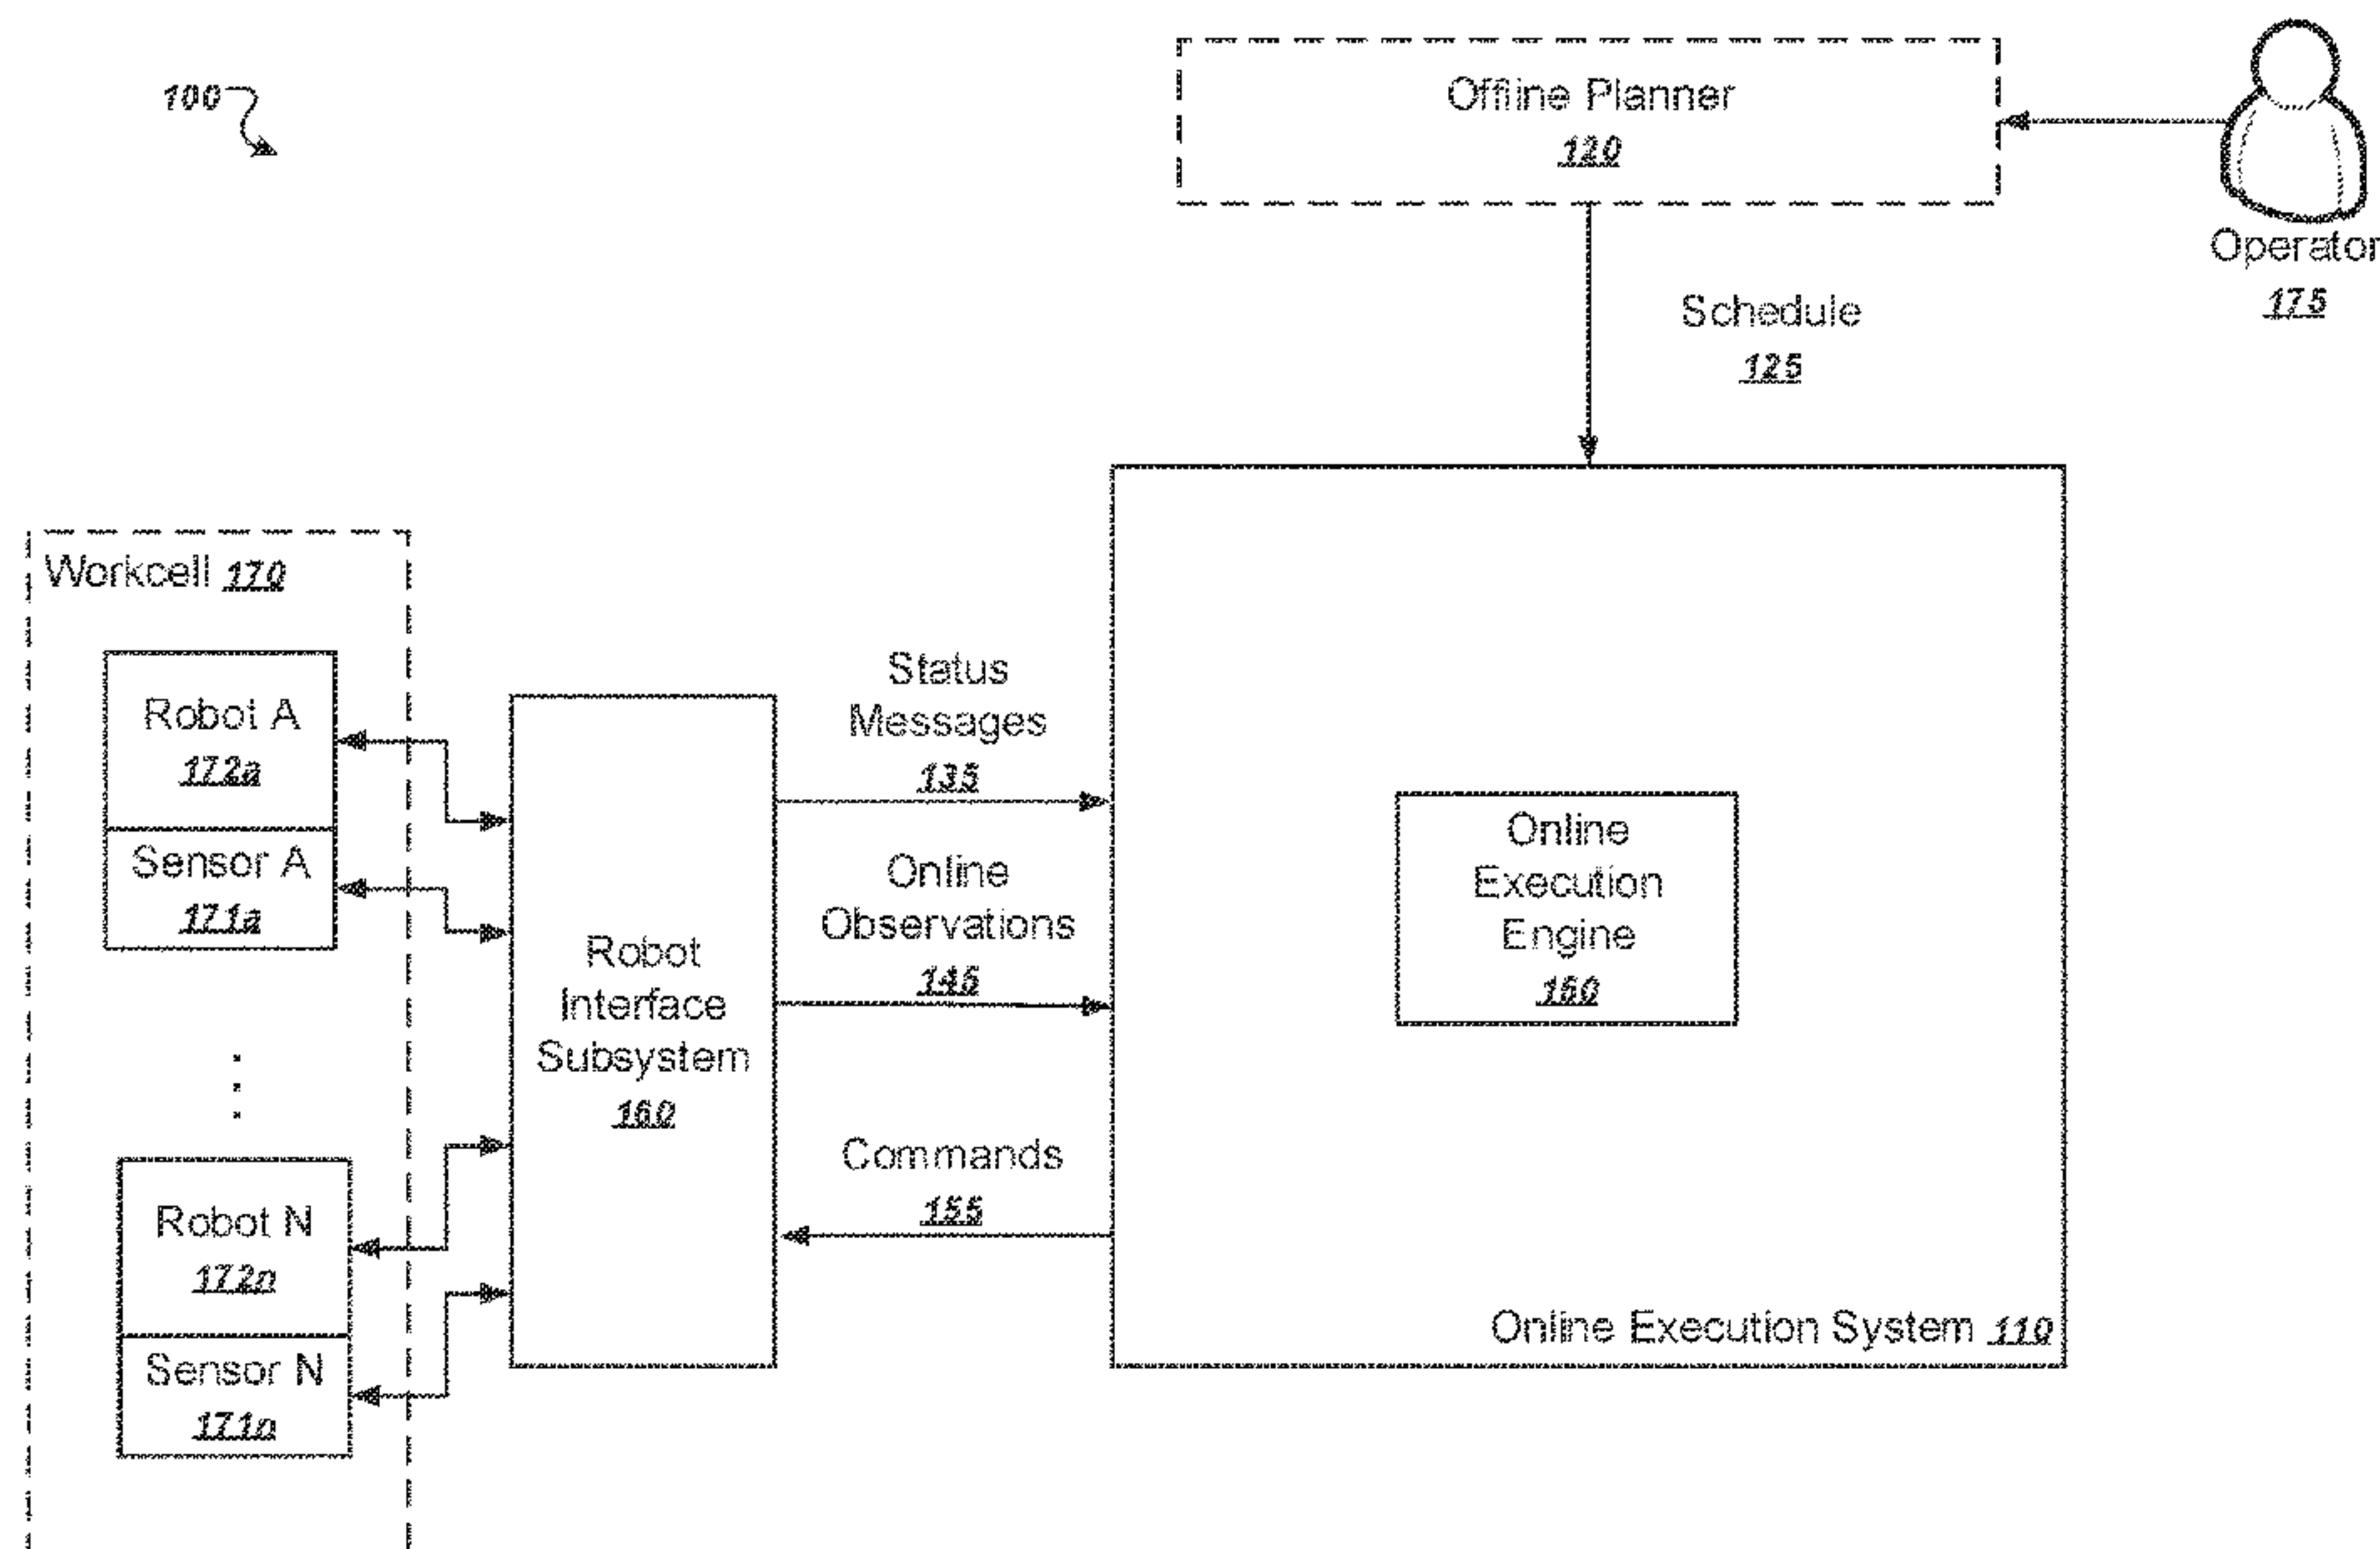 100
Offline Planner
120
Operator
175
Schedule
125
Workcell 170
Robot A
172a
Sensor A
171a
Robot N
172n
Sensor N
171n
Robot
Interface
Subsystem
160
Status
Messages
135
Online
Observations
145
Commands
155
Online
Execution
Engine
150
Online Execution System 110